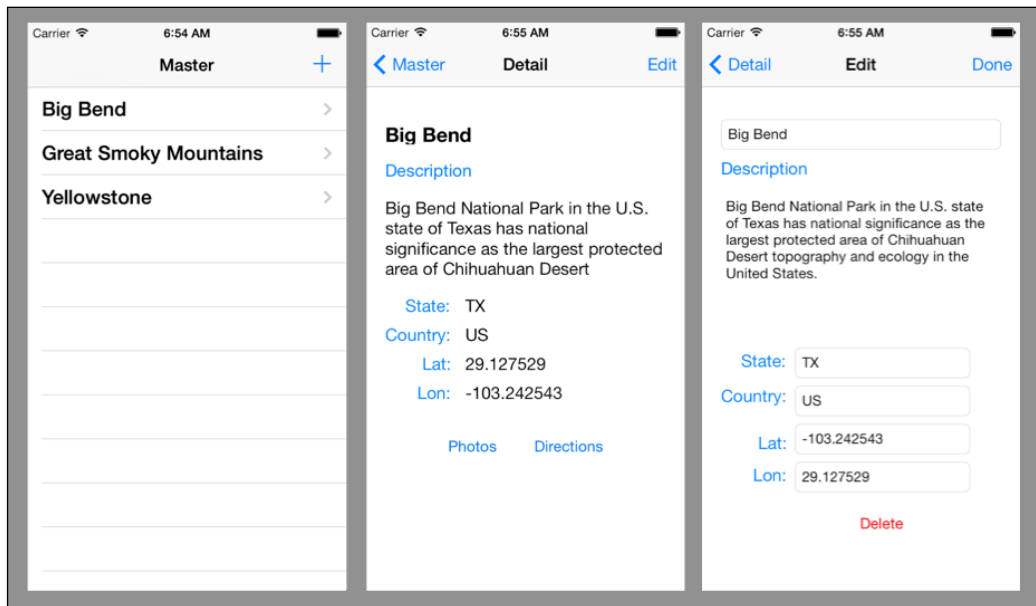 Carrier 6:54 AM
Master +
Big Bend
Great Smoky Mountains
Yellowstone
Carrier 6:55 AM
Master Detail Edit
Big Bend
Description
Big Bend National Park in the U.S.
state of Texas has national
significance as the largest protected
area of Chihuahuan Desert
State: TX
Country: US
Lat: 29.127529
Lon: -103.242543
Photos Directions
Carrier 6:55 AM
Detail Edit Done
Big Bend
Description
Big Bend National Park in the U.S. state
of Texas has national significance as the
largest protected area of Chihuahuan
Desert topography and ecology in the
United States.
State: TX
Country: US
Lat: -103.242543
Lon: 29.127529
Delete